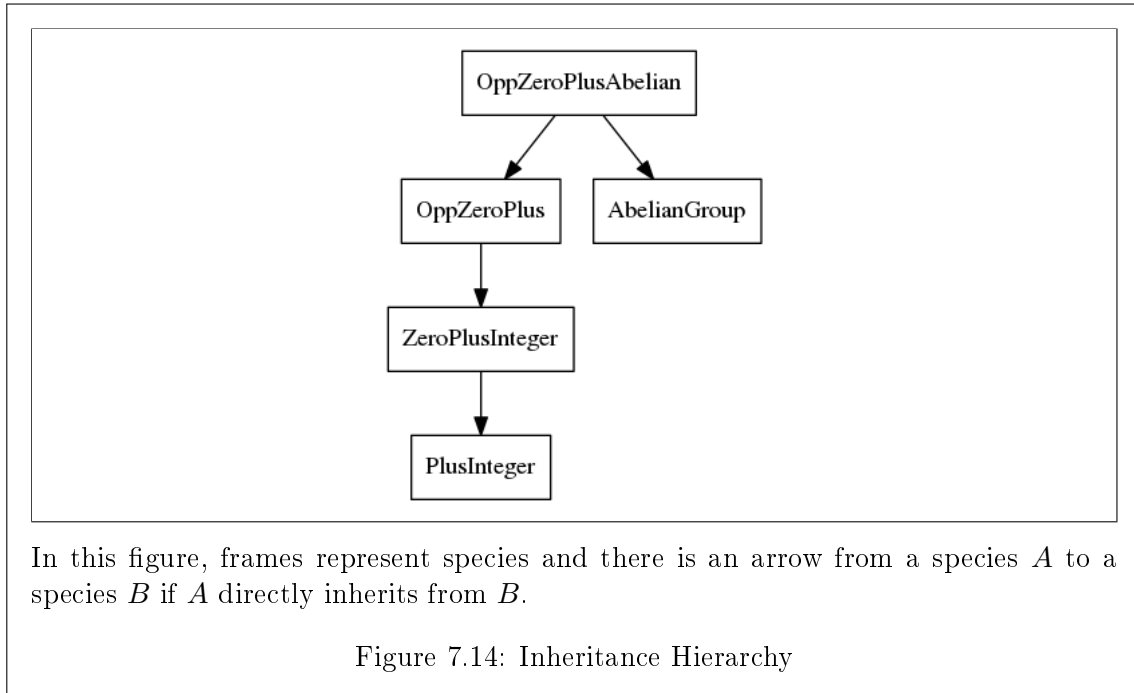 OppZeroPlusAbelian
OppZeroPlus
AbelianGroup
ZeroPlusInteger
PlusInteger
In this figure, frames represent species and there is an arrow from a species A to a
species B if A directly inherits from B.
Figure 7.14: Inheritance Hierarchy